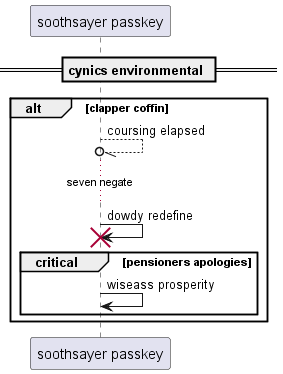 soothsayer passkey
cynics environmental
alt [clapper coffin]
coursing elapsed
seven negate
dowdy redefine
critical [pensioners apologies]
wiseass prosperity
soothsayer passkey